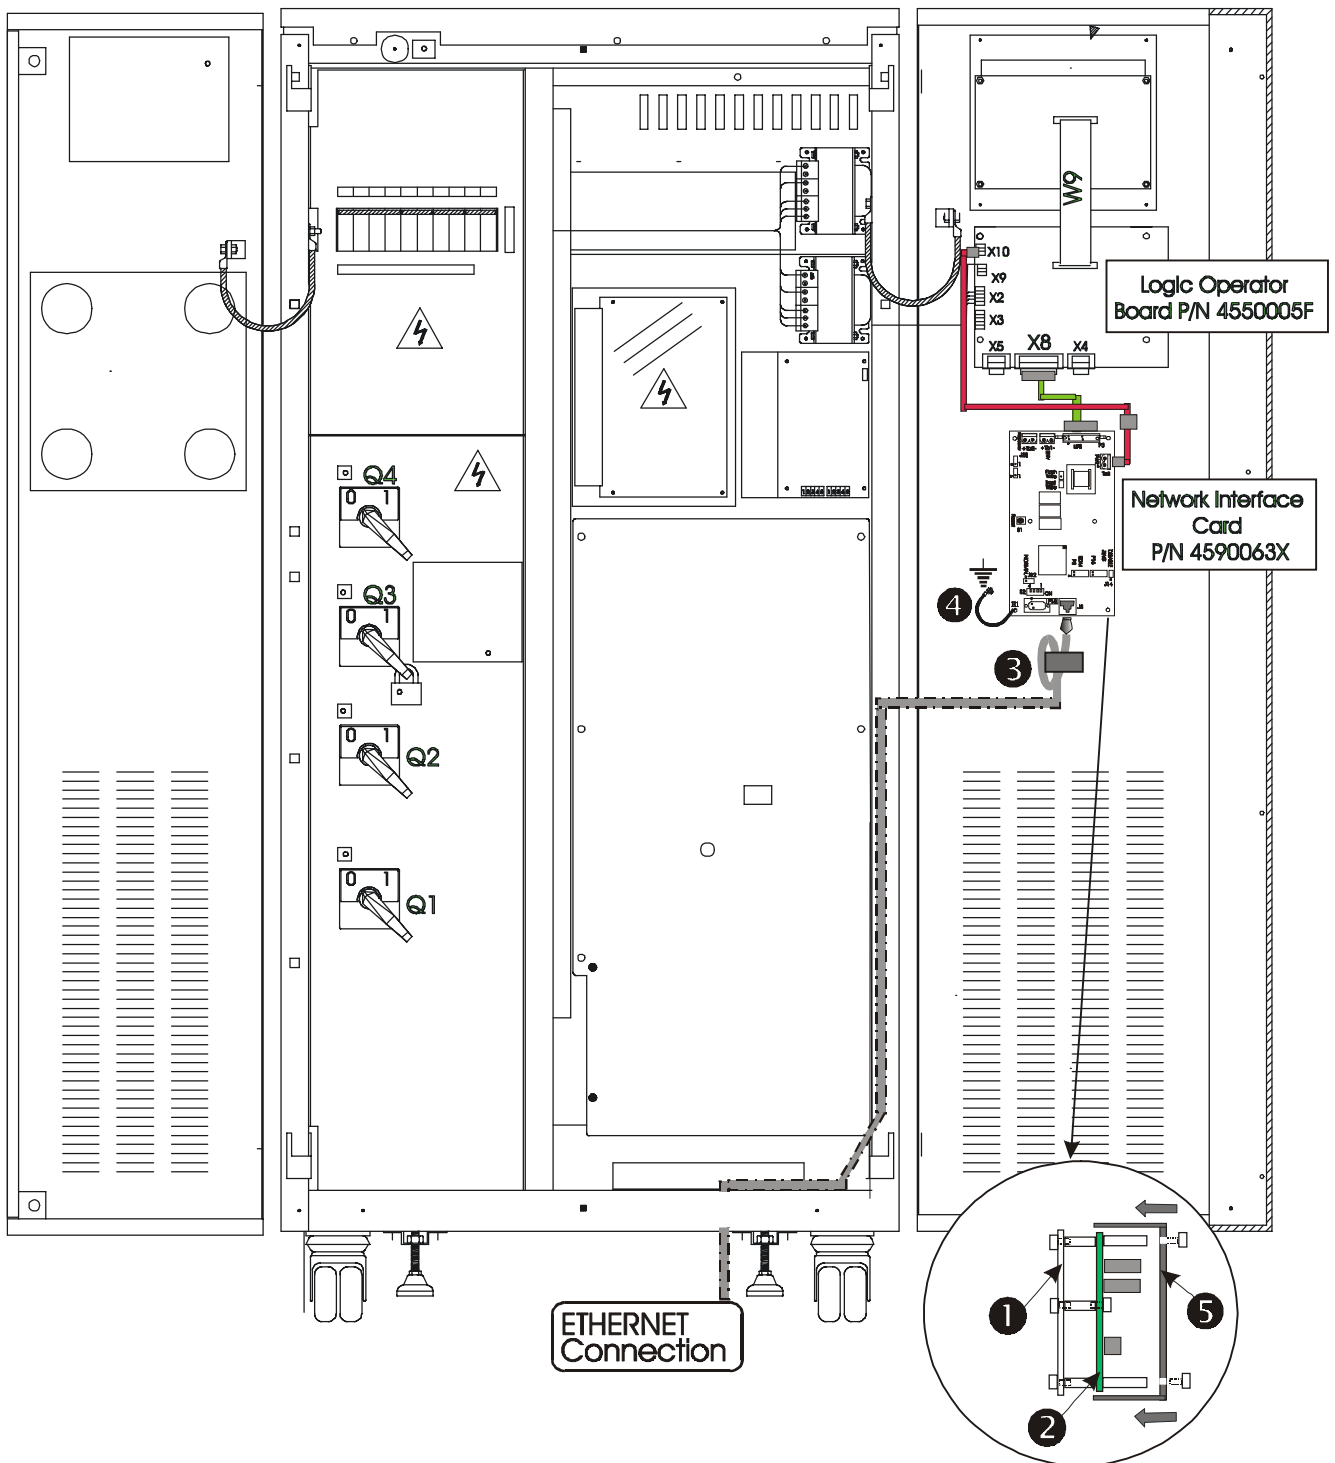 W9
X10
X9
X2
X3
X5
X8
X4
Logic Operator
Board P/N 4550005F
Network Interface
Card
P/N 4590063X
Q4
0 1
Q3
0 1
Q2
0 1
Q1
0 1
4
3
ETHERNET
Connection
1
5
2